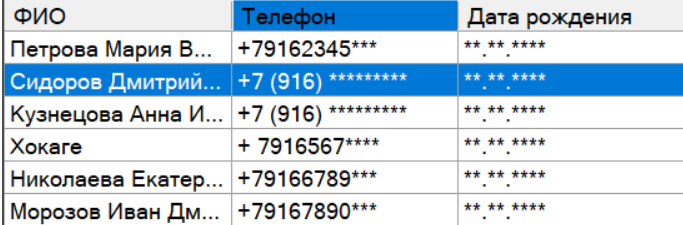 ФИО Телефон Дата рождения
Петрова Мария В... +79162345*** **.**.****
Сидоров Дмитрий... +7 (916) ********* **.**.****
Кузнецова Анна И... +7 (916) ********* **.**.****
Хокаге + 7916567**** **.**.****
Николаева Екатер... +79166789*** **.**.****
Морозов Иван Дм... +79167890*** **.**.****